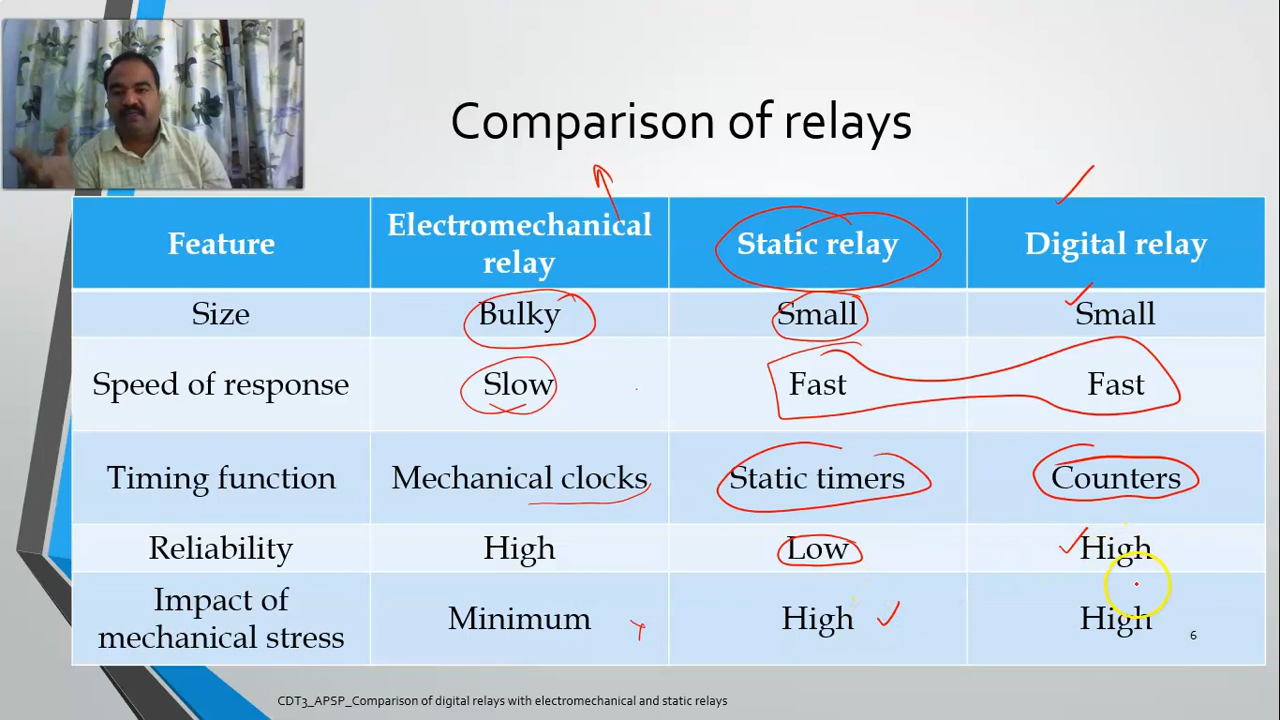 Comparison of relays
Feature
Electromechanical
relay
Static relay
Digital relay
Size
Bulky
Small
Small
Speed of response
Slow
Fast
Fast
Timing function
Mechanical clocks
Static timers
Counters
Reliability
High
Low
High
Impact of
mechanical stress
Minimum
High
High
6
CDT3_APSP_Comparison of digital relays with electromechanical and static relays